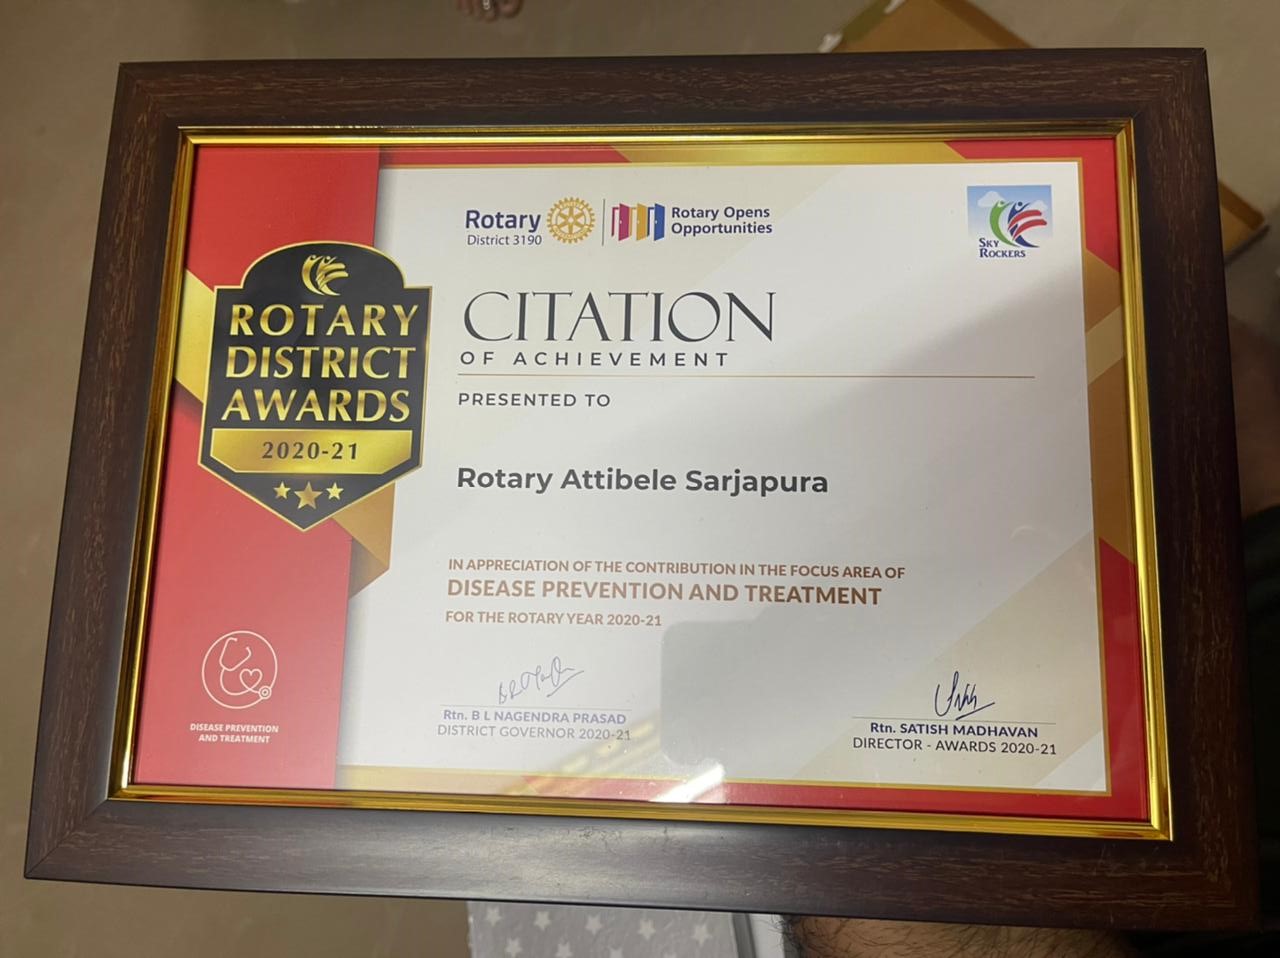 Rotary
District 3190
Rotary Opens
Opportunities
SKY
ROCKERS
ROTARY
DISTRICT
AWARDS
2020-21
CITATION
OF ACHIEVEMENT
PRESENTED TO
Rotary Attibele Sarjapura
IN APPRECIATION OF THE CONTRIBUTION IN THE FOCUS AREA OF
DISEASE PREVENTION AND TREATMENT
FOR THE ROTARY YEAR 2020-21
DISEASE PREVENTION
AND TREATMENT
Rtn. B L NAGENDRA PRASAD
DISTRICT GOVERNOR 2020-21
Rtn. SATISH MADHAVAN
DIRECTOR - AWARDS 2020-21